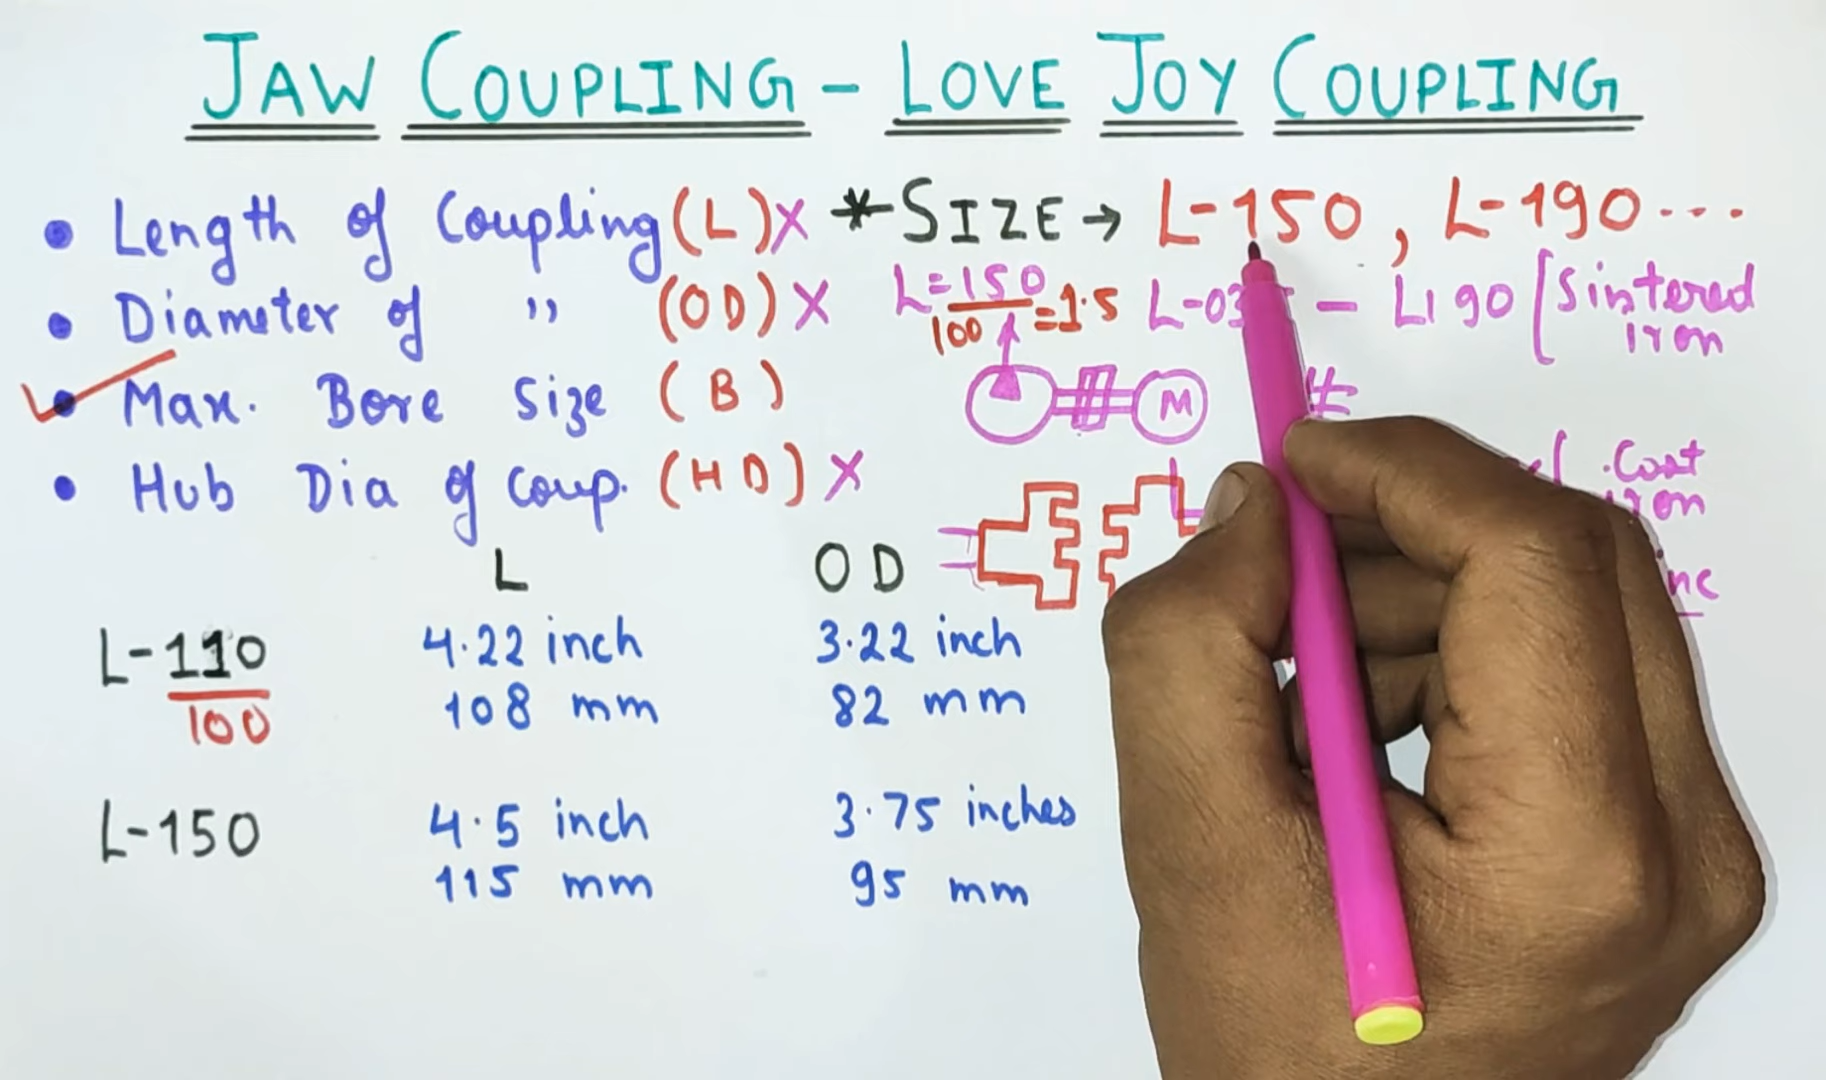 JAW COUPLING - LOVE JOY COUPLING
• Length of Coupling (L) X
• Diameter of " (OD) X
• Max. Bore Size (B)
• Hub Dia of Coup. (HD) X
* SIZE → L-150, L-190...
L=150/100 =1.5
L-03 - L190 [Sintered
iron
M
#
.Cast
iron
L OD
L-110/100 4.22 inch 3.22 inch
108 mm 82 mm
L-150 4.5 inch 3.75 inches
115 mm 95 mm